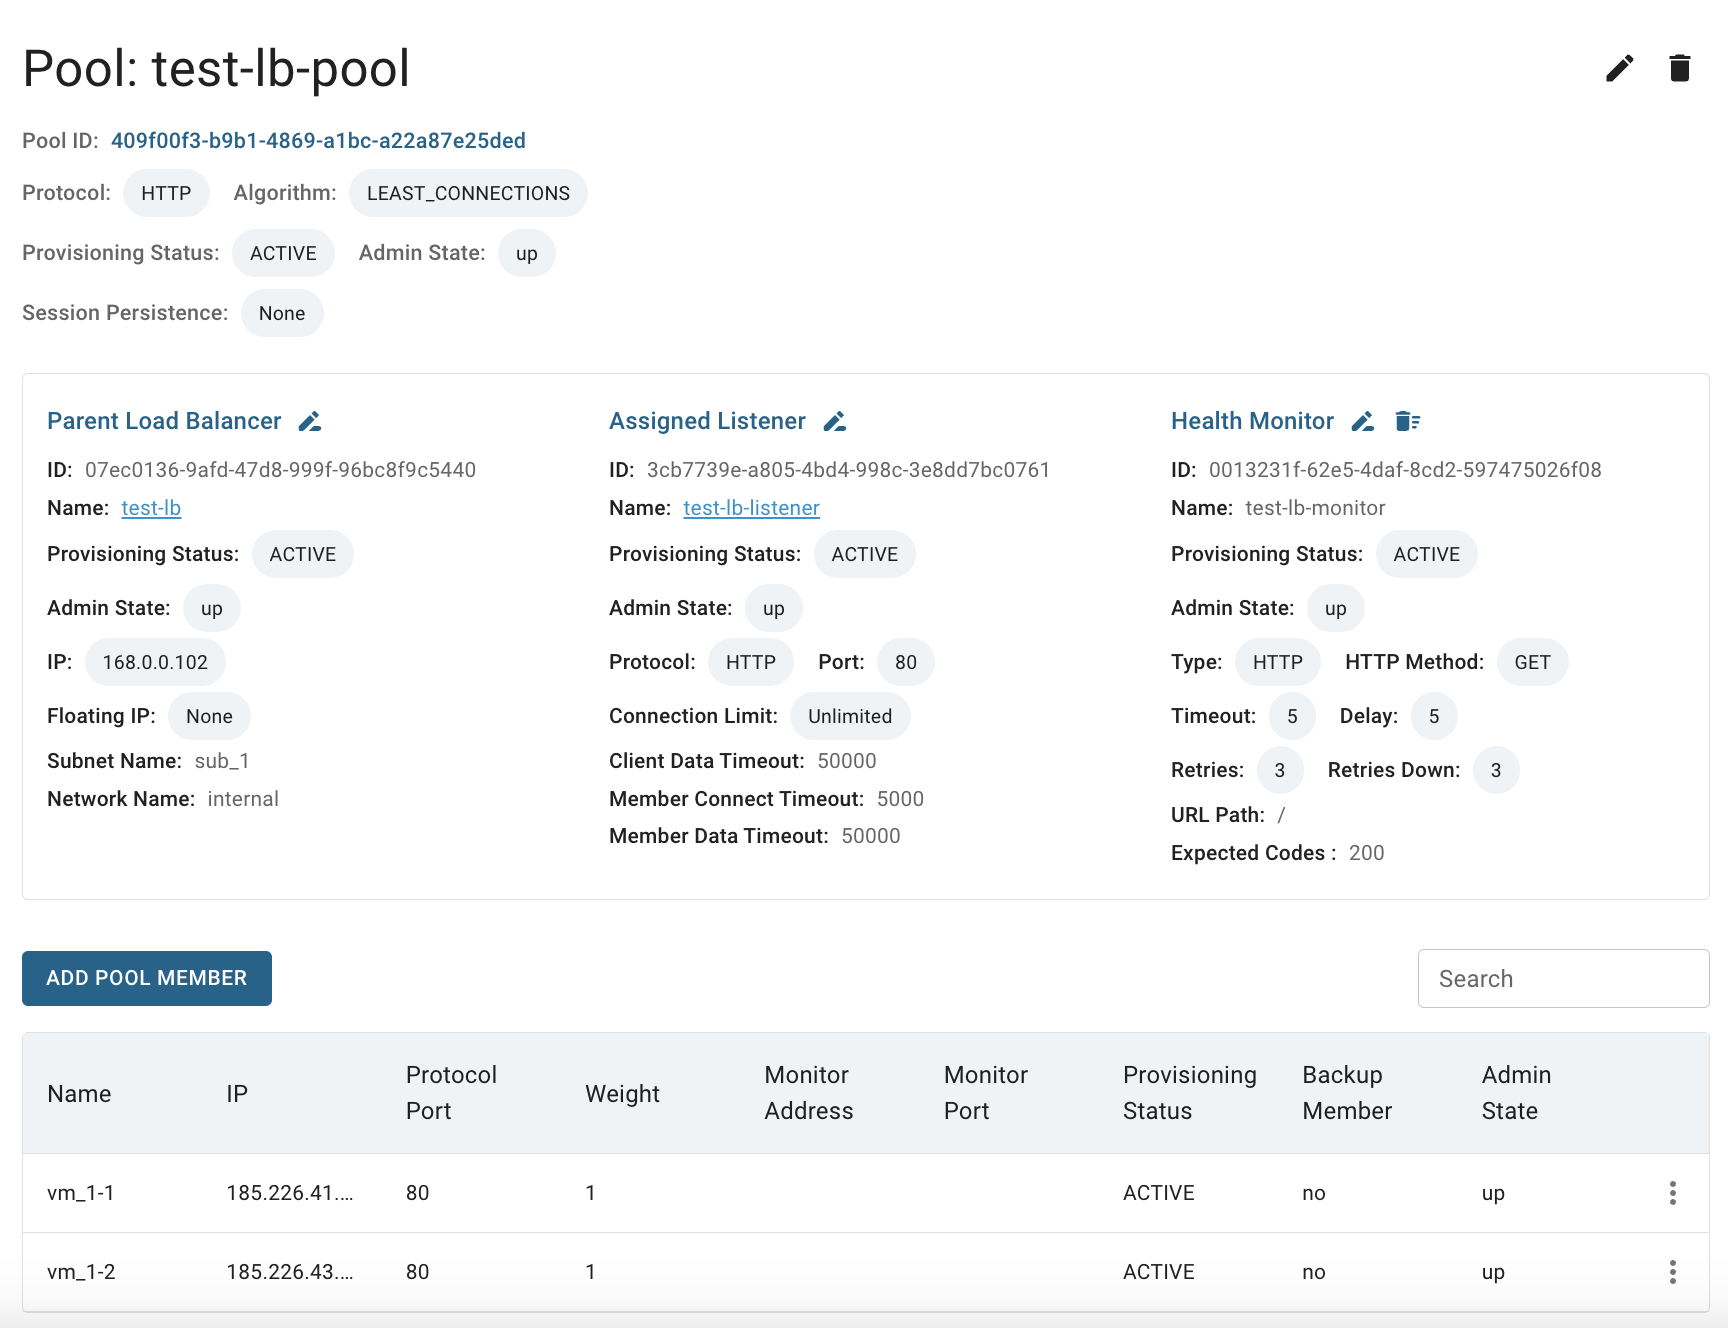 Pool: test-lb-pool
Pool ID: 409f00f3-b9b1-4869-a1bc-a22a87e25ded
Protocol: HTTP Algorithm: LEAST_CONNECTIONS
Provisioning Status: ACTIVE Admin State: up
Session Persistence: None
Parent Load Balancer
ID: 07ec0136-9afd-47d8-999f-96bc8f9c5440
Name: test-lb
Provisioning Status: ACTIVE
Admin State: up
IP: 168.0.0.102
Floating IP: None
Subnet Name: sub_1
Network Name: internal
Assigned Listener
ID: 3cb7739e-a805-4bd4-998c-3e8dd7bc0761
Name: test-lb-listener
Provisioning Status: ACTIVE
Admin State: up
Protocol: HTTP Port: 80
Connection Limit: Unlimited
Client Data Timeout: 50000
Member Connect Timeout: 5000
Member Data Timeout: 50000
Health Monitor
ID: 0013231f-62e5-4daf-8cd2-597475026f08
Name: test-lb-monitor
Provisioning Status: ACTIVE
Admin State: up
Type: HTTP HTTP Method: GET
Timeout: 5 Delay: 5
Retries: 3 Retries Down: 3
URL Path: /
Expected Codes : 200
ADD POOL MEMBER
Search
Name IP Protocol Port Weight Monitor Address Monitor Port Provisioning Status Backup Member Admin State
vm_1-1 185.226.41.... 80 1 ACTIVE no up
vm_1-2 185.226.43.... 80 1 ACTIVE no up